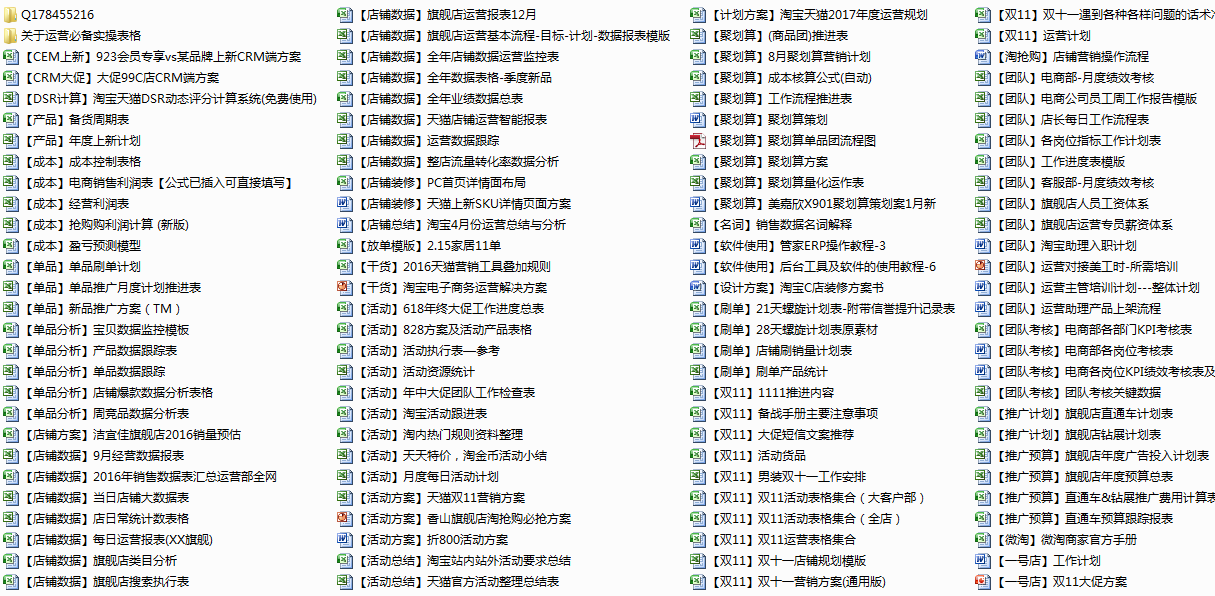 Q178455216
关于运营必备实操表格
【CEM上新】923会员专享vs某品牌上新CRM端方案
【CRM大促】大促99C店CRM端方案
【DSR计算】淘宝天猫DSR动态评分计算系统(免费使用)
【产品】备货周期表
【产品】年度上新计划
【成本】成本控制表格
【成本】电商销售利润表【公式已插入可直接填写】
【成本】经营利润表
【成本】抢购购利润计算 (新版)
【成本】盈亏预测模型
【单品】单品刷单计划
【单品】单品推广月度计划推进表
【单品】新品推广方案（TM）
【单品分析】宝贝数据监控模板
【单品分析】产品数据跟踪表
【单品分析】单品数据跟踪
【单品分析】店铺爆款数据分析表格
【单品分析】周竞品数据分析表
【店铺方案】洁宜佳旗舰店2016销量预估
【店铺数据】9月经营数据报表
【店铺数据】2016年销售数据表汇总运营部全网
【店铺数据】当日店铺大数据表
【店铺数据】店日常统计数表格
【店铺数据】每日运营报表(XX旗舰)
【店铺数据】旗舰店类目分析
【店铺数据】旗舰店搜索执行表
【店铺数据】旗舰店运营报表12月
【店铺数据】旗舰店运营基本流程-目标-计划-数据报表模版
【店铺数据】全年店铺数据运营监控表
【店铺数据】全年数据表格-季度新品
【店铺数据】全年业绩数据总表
【店铺数据】天猫店铺运营智能报表
【店铺数据】运营数据跟踪
【店铺数据】整店流量转化率数据分析
【店铺装修】PC首页详情面布局
【店铺装修】天猫上新SKU详情页面方案
【店铺总结】淘宝4月份运营总结与分析
【放单模版】2.15家居11单
【干货】2016天猫营销工具叠加规则
【干货】淘宝电子商务运营解决方案
【活动】618年终大促工作进度总表
【活动】828方案及活动产品表格
【活动】活动执行表—参考
【活动】活动资源统计
【活动】年中大促团队工作检查表
【活动】淘宝活动跟进表
【活动】淘内热门规则资料整理
【活动】天天特价，淘金币活动小结
【活动】月度每日活动计划
【活动方案】天猫双11营销方案
【活动方案】香山旗舰店淘抢购必抢方案
【活动方案】折800活动方案
【活动总结】淘宝站内站外活动要求总结
【活动总结】天猫官方活动整理总结表
【计划方案】淘宝天猫2017年度运营规划
【聚划算】(商品团)推进表
【聚划算】8月聚划算营销计划
【聚划算】成本核算公式(自动)
【聚划算】工作流程推进表
【聚划算】聚划算策划
【聚划算】聚划算单品团流程图
【聚划算】聚划算方案
【聚划算】聚划算量化运作表
【聚划算】美嘉欣X901聚划算策划案1月新
【名词】销售数据名词解释
【软件使用】管家ERP操作教程-3
【软件使用】后台工具及软件的使用教程-6
【设计方案】淘宝C店装修方案书
【刷单】21天螺旋计划表-附带信誉提升记录表
【刷单】28天螺旋计划表原素材
【刷单】店铺刷销量计划表
【刷单】刷单产品统计
【双11】1111推进内容
【双11】备战手册主要注意事项
【双11】大促短信文案推荐
【双11】活动货品
【双11】男装双十一工作安排
【双11】双11活动表格集合（大客户部）
【双11】双11活动表格集合（全店）
【双11】双11运营表格集合
【双11】双十一店铺规划模版
【双11】双十一营销方案(通用版)
【双11】双十一遇到各种各样问题的话术
【双11】运营计划
【淘抢购】店铺营销操作流程
【团队】电商部-月度绩效考核
【团队】电商公司员工周工作报告模版
【团队】店长每日工作流程表
【团队】各岗位指标工作计划表
【团队】工作进度表模版
【团队】客服部-月度绩效考核
【团队】旗舰店人员工资体系
【团队】旗舰店运营专员薪资体系
【团队】淘宝助理入职计划
【团队】运营对接美工时-所需培训
【团队】运营主管培训计划---整体计划
【团队】运营助理产品上架流程
【团队考核】电商部各部门KPI考核表
【团队考核】电商部各岗位考核表
【团队考核】电商各岗位KPI绩效考核表及
【团队考核】团队考核关键数据
【推广计划】旗舰店直通车计划表
【推广计划】旗舰店钻展计划表
【推广预算】旗舰店年度广告投入计划表
【推广预算】旗舰店年度预算总表
【推广预算】直通车&钻展推广费用计算表
【推广预算】直通车预算跟踪报表
【微淘】微淘商家官方手册
【一号店】工作计划
【一号店】双11大促方案